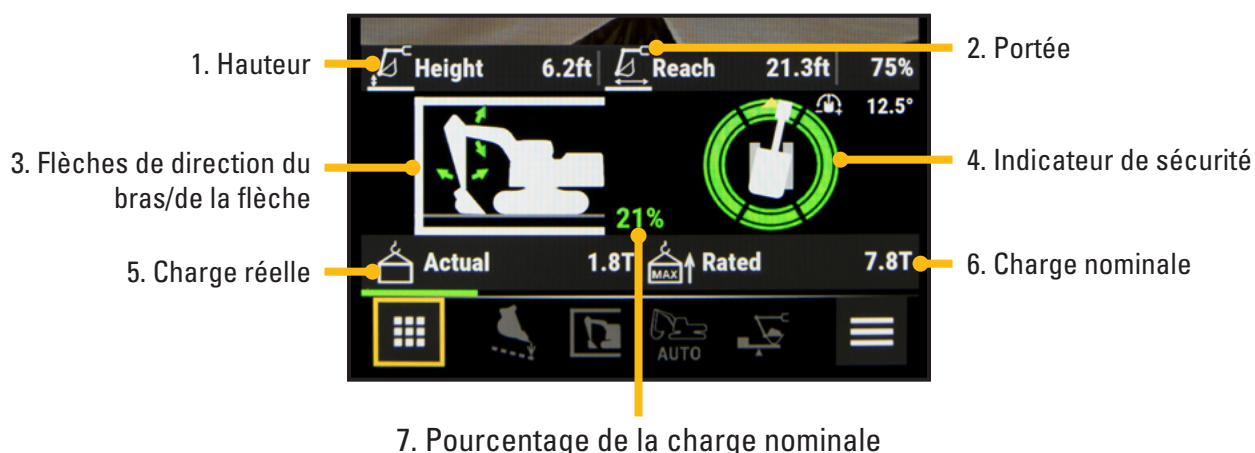 1. Hauteur
2. Portée
Height 6.2ft Reach 21.3ft 75%
12.5°
3. Flèches de direction du
bras/de la flèche
4. Indicateur de sécurité
21%
5. Charge réelle
Actual 1.8T MAX Rated 7.8T
6. Charge nominale
AUTO
7. Pourcentage de la charge nominale